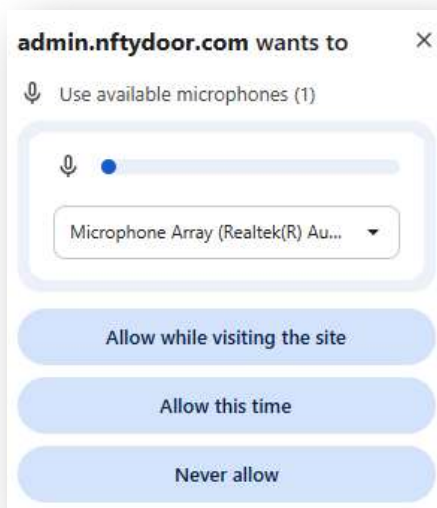 admin.nftydoor.com wants to
Use available microphones (1)
Microphone Array (Realtek(R) Au...
Allow while visiting the site
Allow this time
Never allow